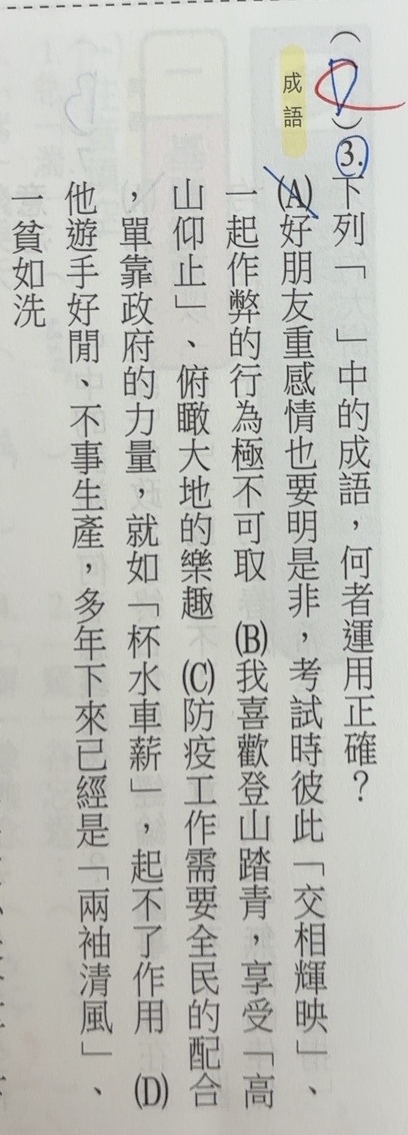 (D)3.下列「 」中的成語,何者運用正確?
成語
(A)好朋友重感情也要明是非,考試時彼此「交相輝映」、
一起作弊的行為極不可取 (B)我喜歡登山踏青,享受「高
山仰止」、俯瞰大地的樂趣 (C)防疫工作需要全民的配合
,單靠政府的力量,就如「杯水車薪」,起不了作用 (D)
他遊手好閒、不事生產,多年下來已經是「兩袖清風」、
一貧如洗